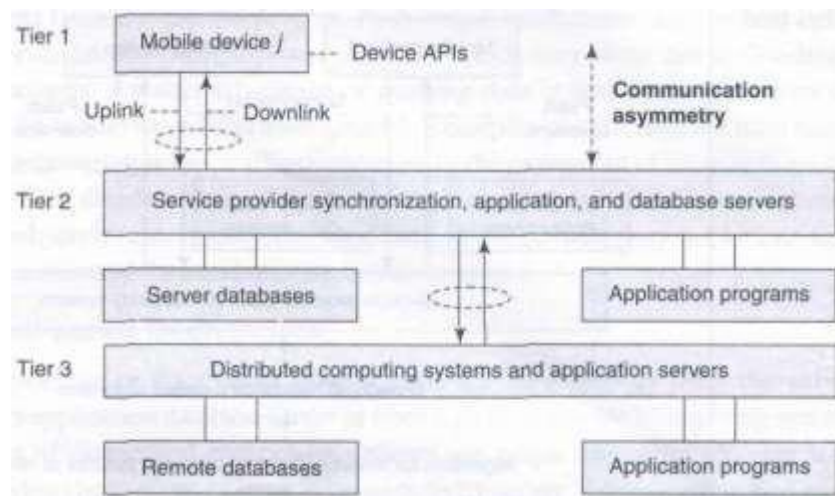 Tier 1
Mobile device /
Device APIs
Uplink
Downlink
Communication
asymmetry
Tier 2
Service provider synchronization, application, and database servers
Server databases
Application programs
Tier 3
Distributed computing systems and application servers
Remote databases
Application programs